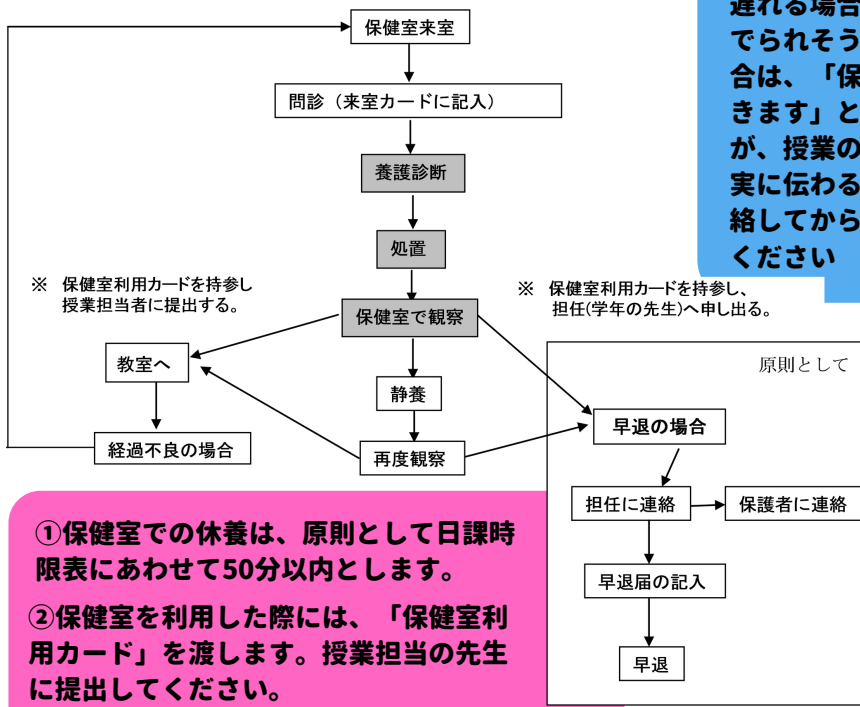 保健室来室
問診（来室カードに記入）
養護診断
処置
※　保健室利用カードを持参し
授業担当者に提出する。
保健室で観察
教室へ
静養
経過不良の場合
再度観察
遅れる場合
でられそう
合は、「保
きます」と
が、授業の
実に伝わる
絡してから
ください
※　保健室利用カードを持参し、
担任(学年の先生)へ申し出る。
原則として
早退の場合
担任に連絡
保護者に連絡
早退届の記入
早退
①保健室での休養は、原則として日課時
限表にあわせて50分以内とします。
②保健室を利用した際には、「保健室利
用カード」を渡します。授業担当の先生
に提出してください。